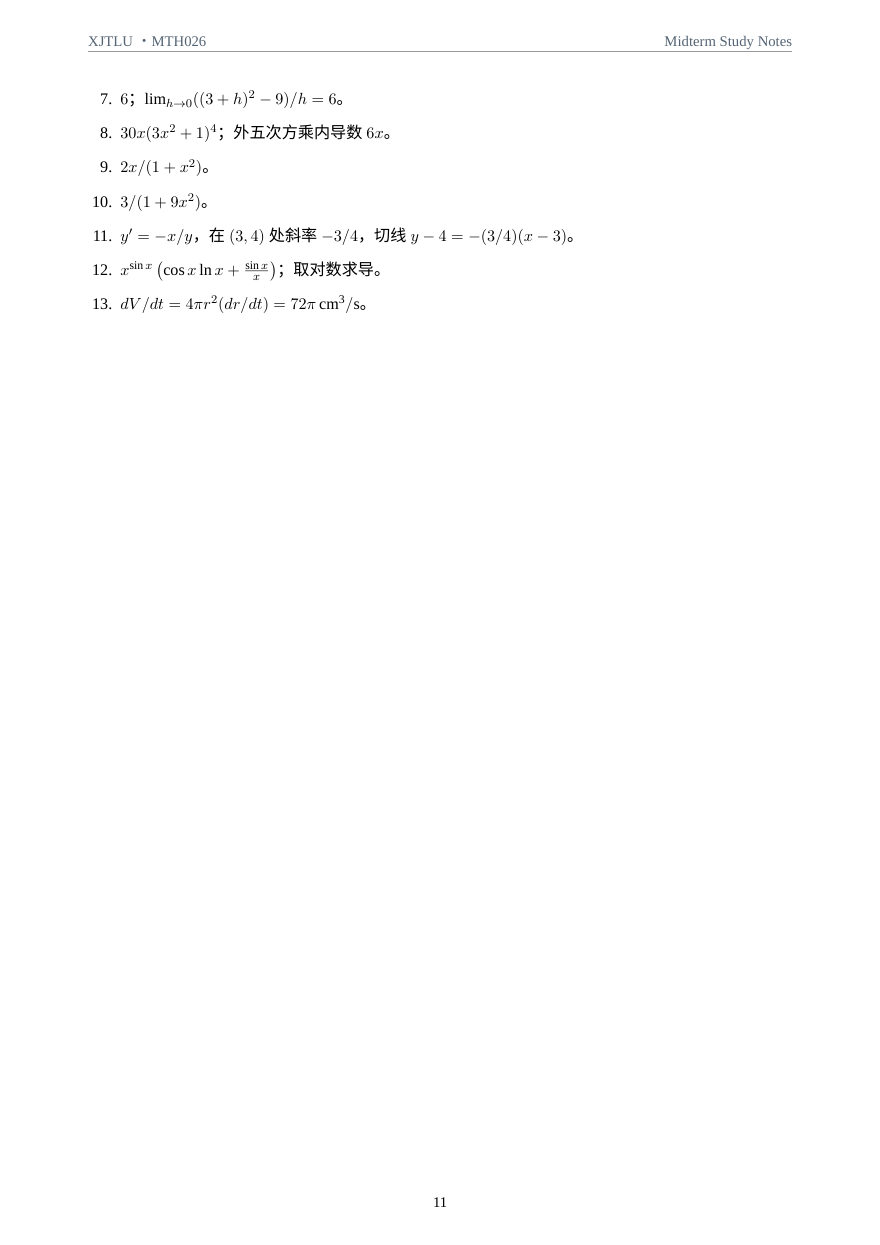 XJTLU・MTH026 Midterm Study Notes
7. 6；lim_{h→0}((3 + h)^2 − 9)/h = 6。
8. 30x(3x^2 + 1)^4；外五次方乘内导数 6x。
9. 2x/(1 + x^2)。
10. 3/(1 + 9x^2)。
11. y′ = −x/y，在 (3, 4) 处斜率 −3/4，切线 y − 4 = −(3/4)(x − 3)。
12. x^{sin x} (cos x ln x + \frac{sin x}{x})；取对数求导。
13. dV/dt = 4πr^2(dr/dt) = 72π cm^3/s。
11